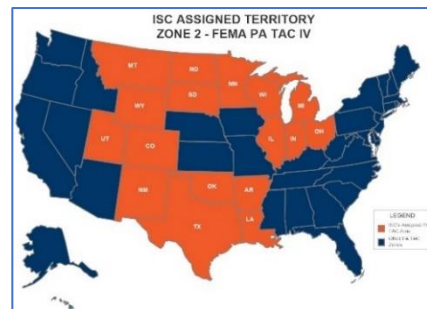 ISC ASSIGNED TERRITORY
ZONE 2 - FEMA PA TAC IV
MT
ND
MN
WI
MI
SD
WY
IL
IN
OH
UT
CO
NM
OK
AR
TX
LA
LEGEND